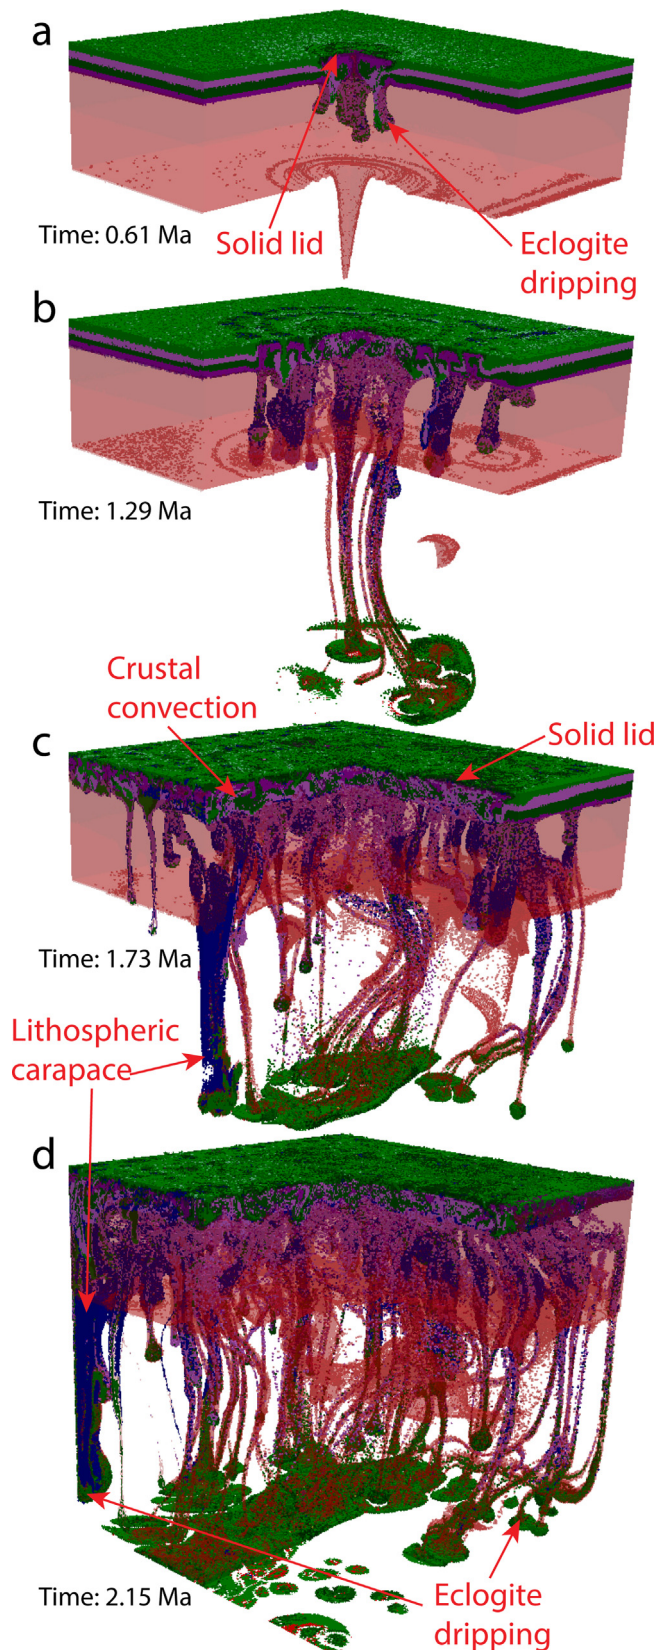 a
Time: 0.61 Ma
Solid lid
Eclogite
dripping
b
Time: 1.29 Ma
Crustal
convection
Solid lid
c
Time: 1.73 Ma
Lithospheric
carapace
d
Time: 2.15 Ma
Eclogite
dripping